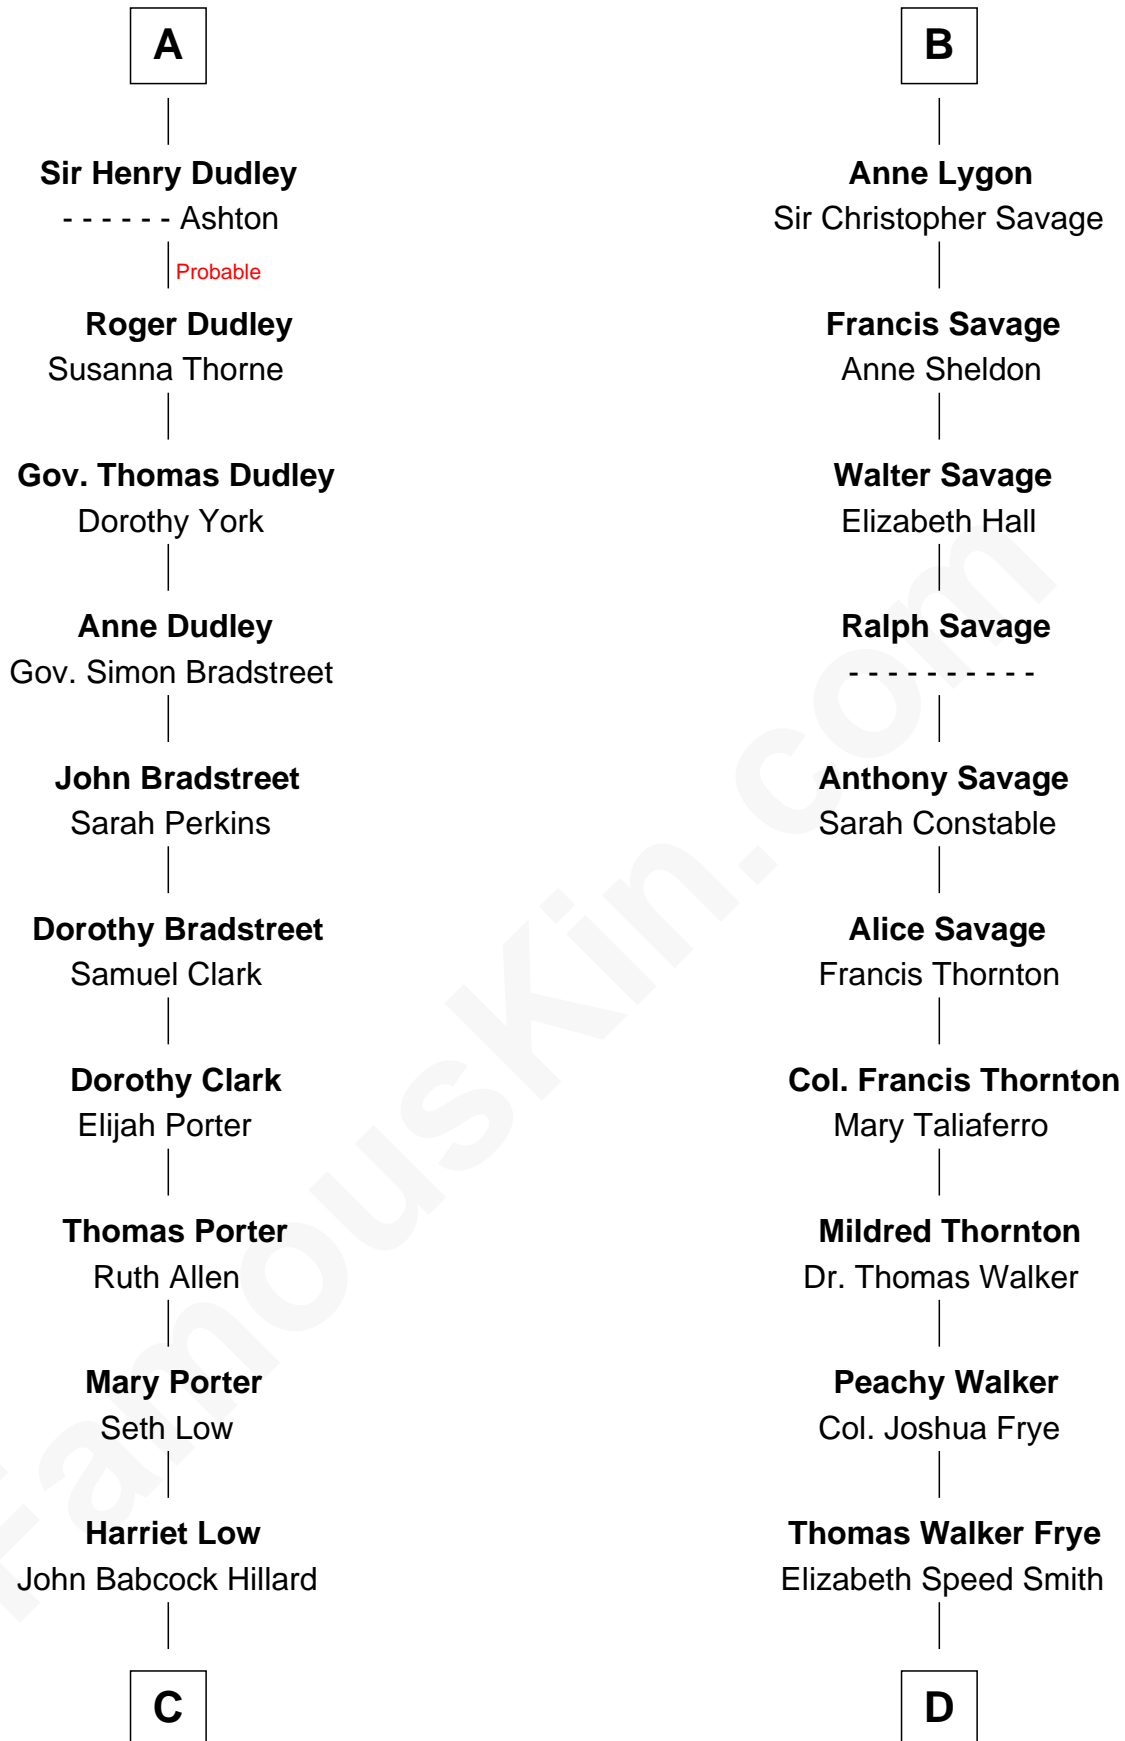 A
Sir Henry Dudley
- - - - - - Ashton
Probable
Roger Dudley
Susanna Thorne
Gov. Thomas Dudley
Dorothy York
Anne Dudley
Gov. Simon Bradstreet
John Bradstreet
Sarah Perkins
Dorothy Bradstreet
Samuel Clark
Dorothy Clark
Elijah Porter
Thomas Porter
Ruth Allen
Mary Porter
Seth Low
Harriet Low
John Babcock Hillard
C
B
Anne Lygon
Sir Christopher Savage
Francis Savage
Anne Sheldon
Walter Savage
Elizabeth Hall
Ralph Savage
- - - - - - - - - -
Anthony Savage
Sarah Constable
Alice Savage
Francis Thornton
Col. Francis Thornton
Mary Taliaferro
Mildred Thornton
Dr. Thomas Walker
Peachy Walker
Col. Joshua Frye
Thomas Walker Frye
Elizabeth Speed Smith
D
FamousKin.com